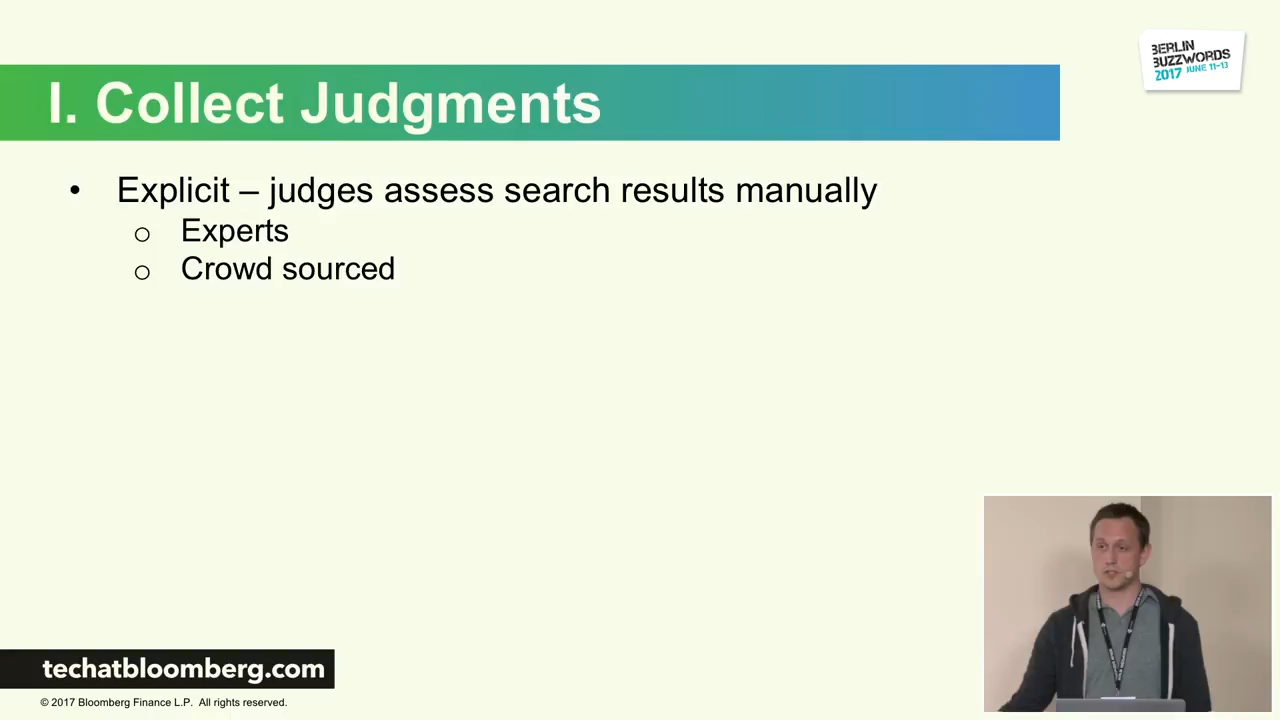 BERLIN
BUZZWORDS
2017 JUNE 11-13
I. Collect Judgments
• Explicit – judges assess search results manually
o Experts
o Crowd sourced
techatbloomberg.com
© 2017 Bloomberg Finance L.P. All rights reserved.